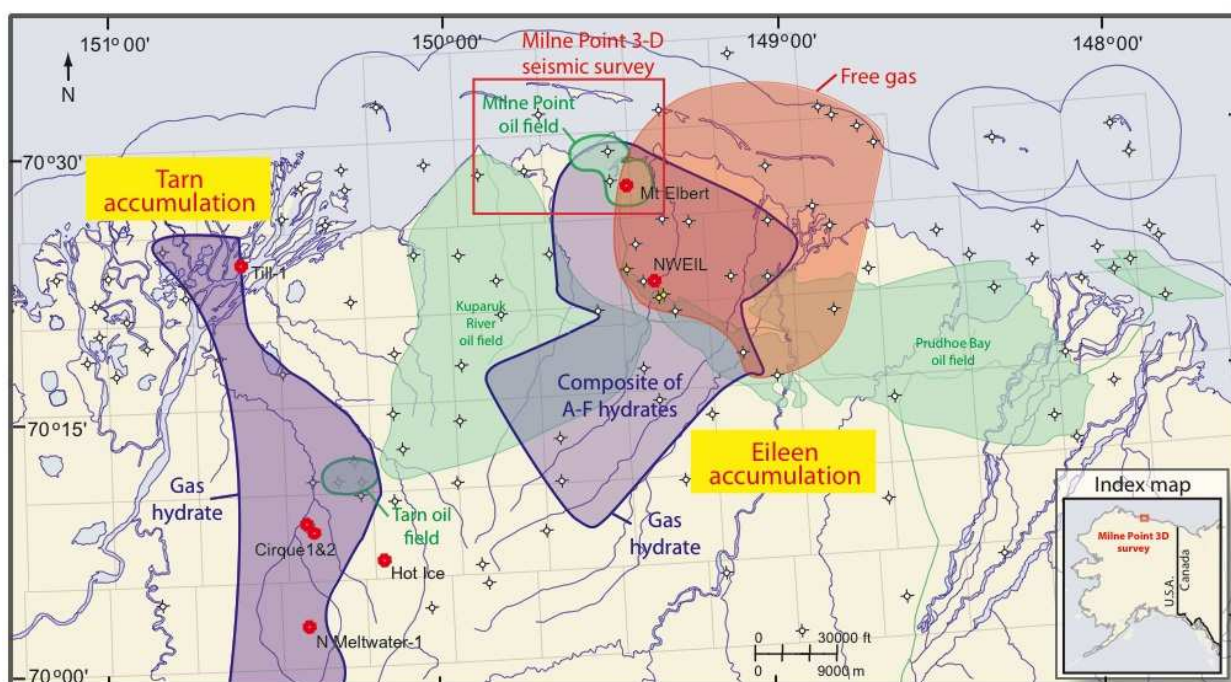 151° 00'
150° 00'
149° 00'
148° 00'
Milne Point 3-D
seismic survey
Free gas
N
Milne Point
oil field
70° 30'
Tarn
accumulation
Mt Elbert
Till-1
NWEIL
Kuparuk
River
oil field
Prudhoe Bay
oil field
Composite of
A-F hydrates
70° 15'
Eileen
accumulation
Gas
hydrate
Tarn oil
field
Gas
hydrate
Cirque1&2
Hot Ice
N Meltwater-1
70° 00'
0 30000 ft
0 9000 m
Index map
Milne Point 3D
survey
U.S.A.
Canada